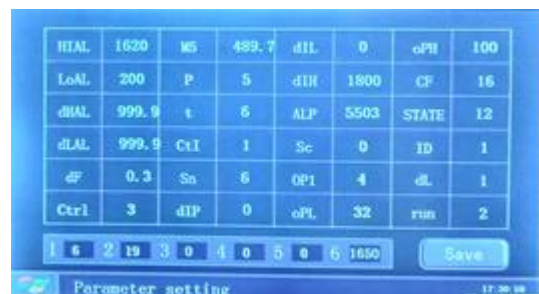 HIAL 1620 M5 489.7 dIL 0 oPH 100
LoAL 200 P 5 dIH 1800 CF 16
dHAL 999.9 t 6 ALP 5503 STATE 12
dLAL 999.9 CtI 1 Sc 0 ID 1
dF 0.3 Sn 6 OP1 4 dL 1
Ctrl 3 dIP 0 oPL 32 run 2
1 6 2 19 3 0 4 0 5 0 6 1650 Save
Parameter setting